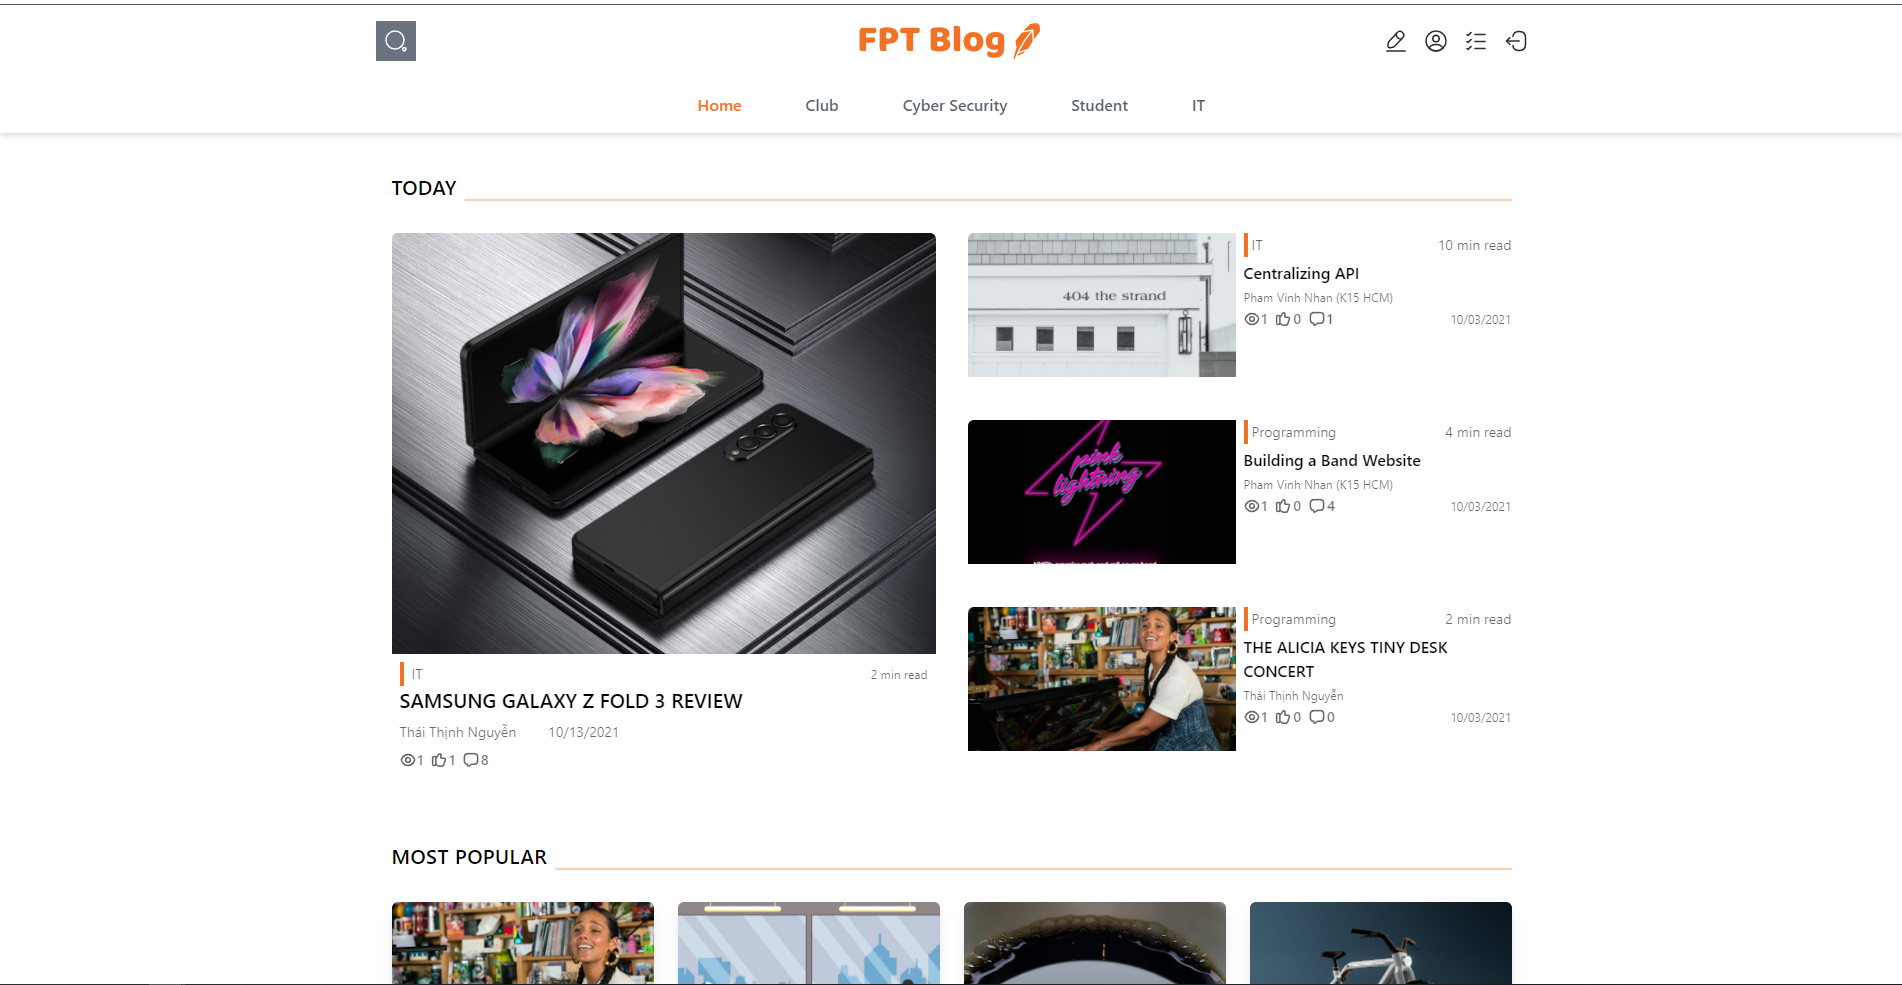 FPT Blog
Home Club Cyber Security Student IT
TODAY
IT 2 min read
SAMSUNG GALAXY Z FOLD 3 REVIEW
Thái Thịnh Nguyễn 10/13/2021
1 1 8
404 the strand
IT 10 min read
Centralizing API
Pham Vinh Nhan (K15 HCM)
1 0 1 10/03/2021
pink
lightning
Programming 4 min read
Building a Band Website
Pham Vinh Nhan (K15 HCM)
1 0 4 10/03/2021
Programming 2 min read
THE ALICIA KEYS TINY DESK
CONCERT
Thái Thịnh Nguyễn
1 0 0 10/03/2021
MOST POPULAR